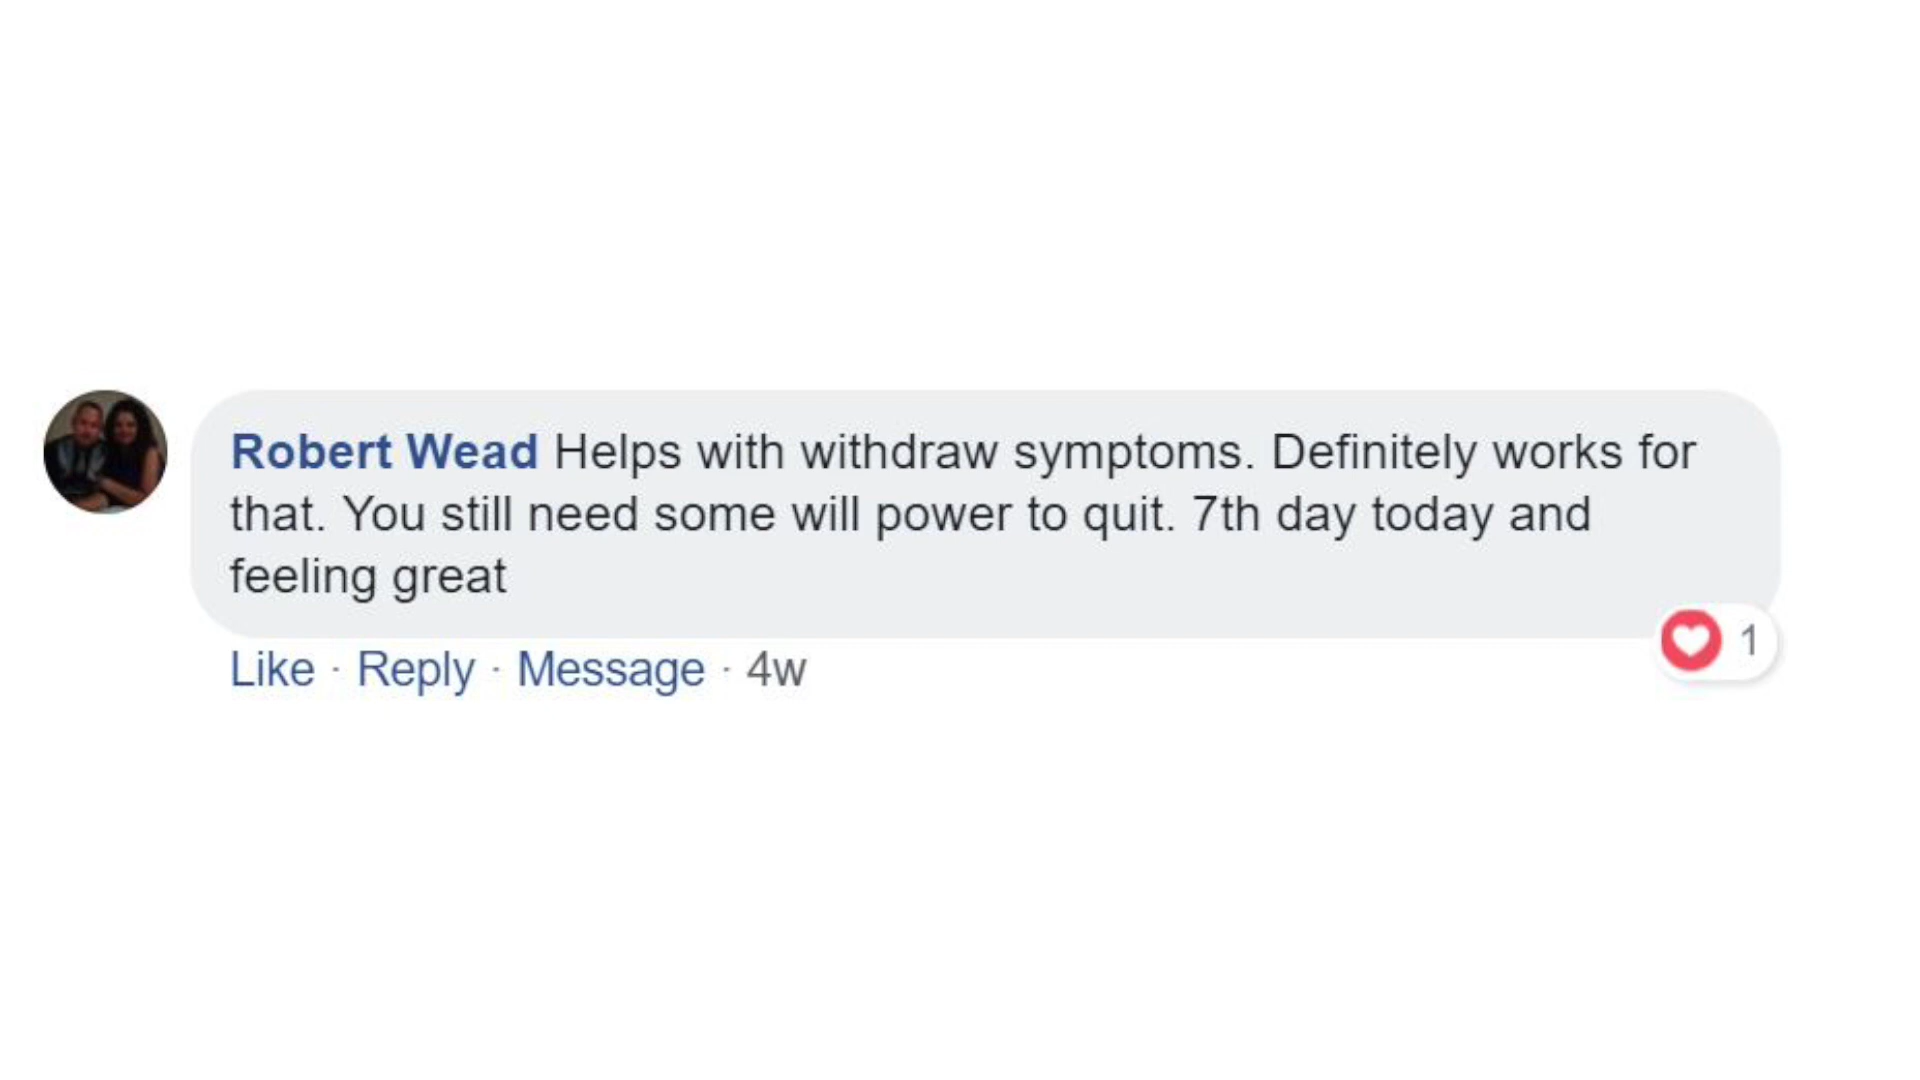 Robert Wead Helps with withdraw symptoms. Definitely works for
that. You still need some will power to quit. 7th day today and
feeling great
1
Like · Reply · Message · 4w